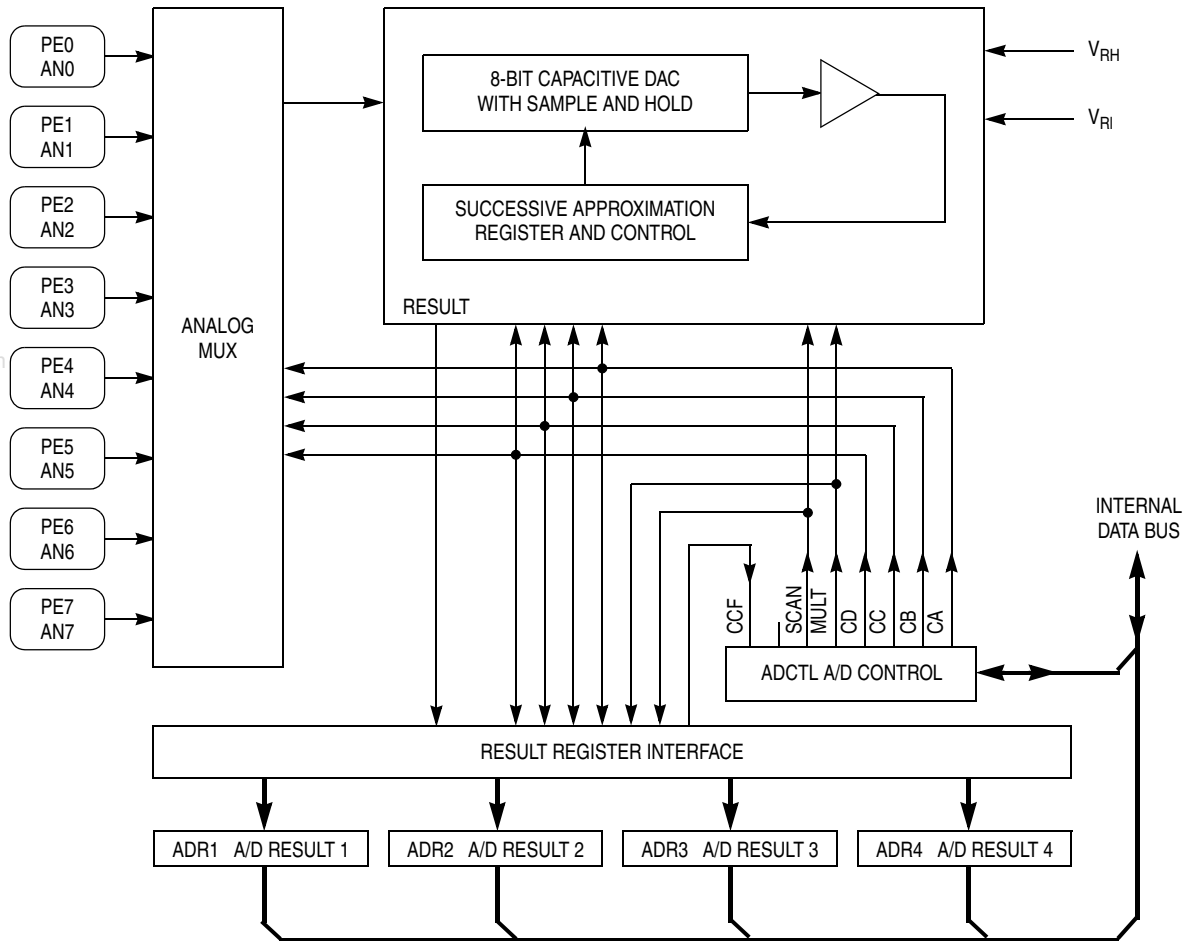 PE0
AN0
PE1
AN1
PE2
AN2
PE3
AN3
PE4
AN4
PE5
AN5
PE6
AN6
PE7
AN7
ANALOG
MUX
8-BIT CAPACITIVE DAC
WITH SAMPLE AND HOLD
SUCCESSIVE APPROXIMATION
REGISTER AND CONTROL
RESULT
VRH
VRl
INTERNAL
DATA BUS
CCF
SCAN
MULT
CD
CC
CB
CA
ADCTL A/D CONTROL
RESULT REGISTER INTERFACE
ADR1 A/D RESULT 1
ADR2 A/D RESULT 2
ADR3 A/D RESULT 3
ADR4 A/D RESULT 4